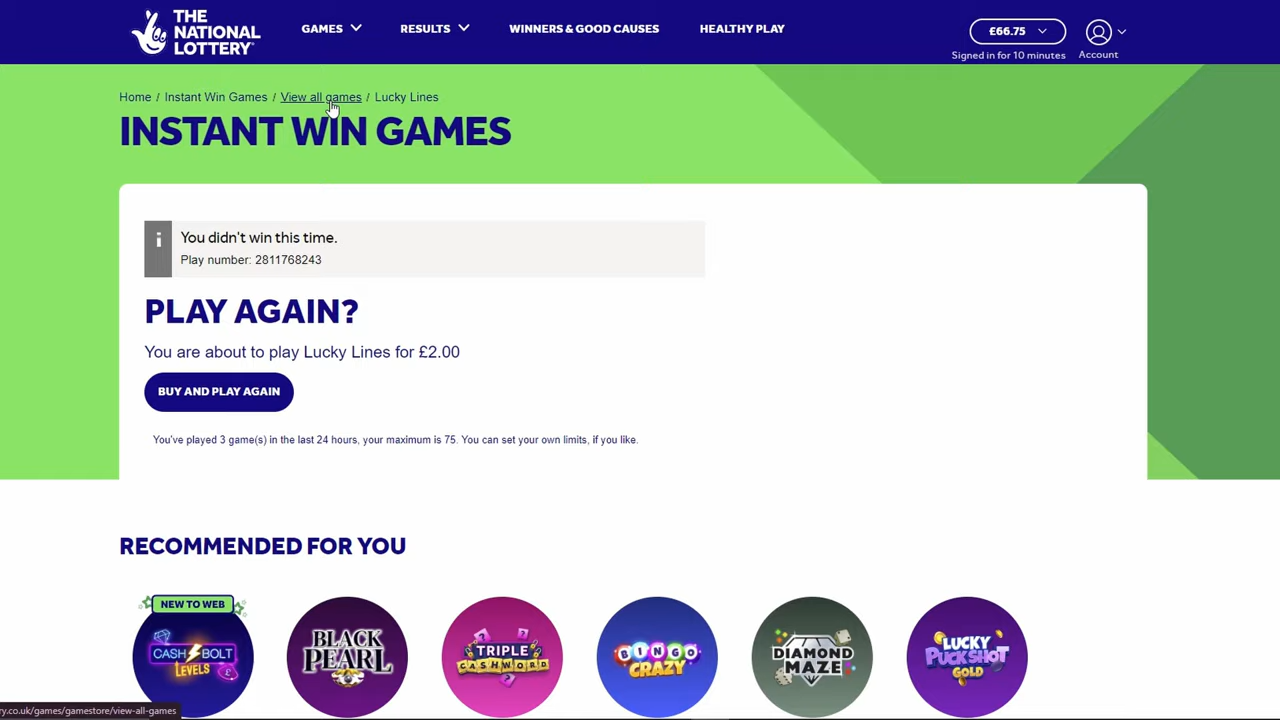 THE
NATIONAL
LOTTERY®
GAMES
RESULTS
WINNERS & GOOD CAUSES
HEALTHY PLAY
£66.75
Signed in for 10 minutes
Account
Home / Instant Win Games / View all games / Lucky Lines
INSTANT WIN GAMES
i
You didn't win this time.
Play number: 2811768243
PLAY AGAIN?
You are about to play Lucky Lines for £2.00
BUY AND PLAY AGAIN
You've played 3 game(s) in the last 24 hours, your maximum is 75. You can set your own limits, if you like.
RECOMMENDED FOR YOU
NEW TO WEB
CASH BOLT
LEVELS
BLACK
PEARL
TRIPLE
CASHWORD
BINGO
CRAZY
DIAMOND
MAZE
LUCKY
PUCKSHOT
GOLD
ry.co.uk/games/gamestore/view-all-games